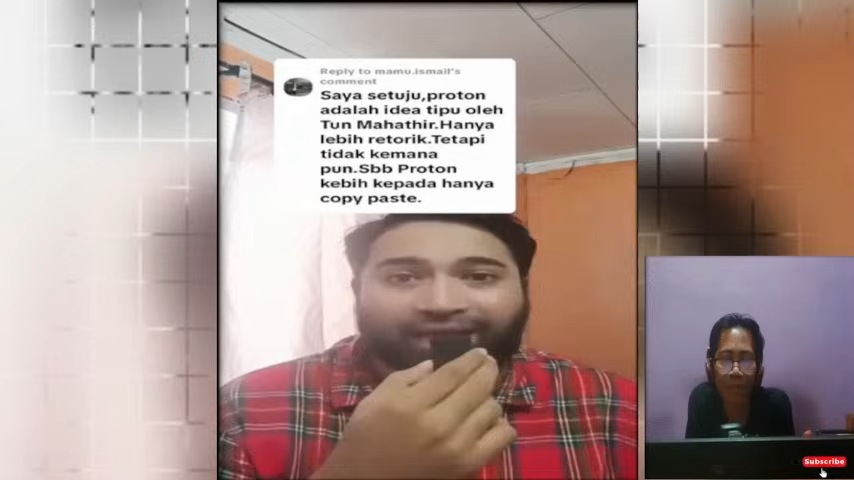 Reply to mamu.ismail's
comment
Saya setuju,proton
adalah idea tipu oleh
Tun Mahathir.Hanya
lebih retorik.Tetapi
tidak kemana
pun.Sbb Proton
kebih kepada hanya
copy paste.
Subscribe